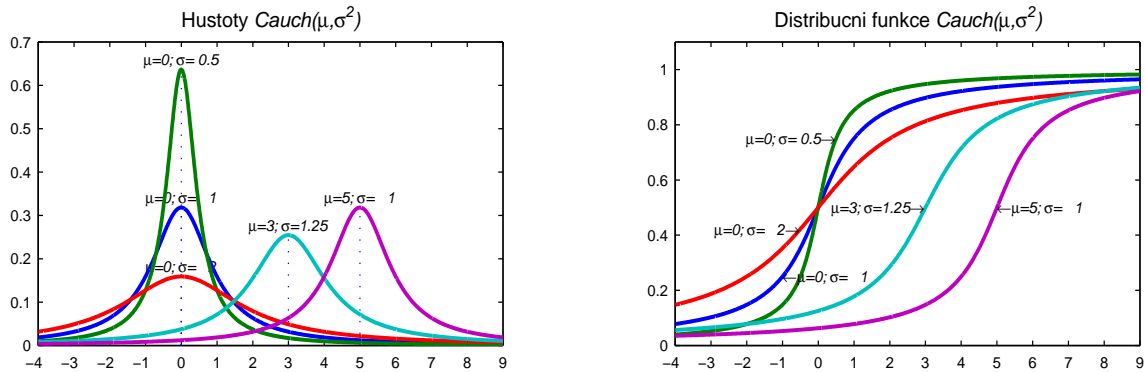 Hustoty Cauch(μ,σ²)
0.7
0.6
0.5
0.4
0.3
0.2
0.1
0
−4 −3 −2 −1 0 1 2 3 4 5 6 7 8 9
μ=0; σ= 0.5
μ=0; σ= 1
μ=0; σ= 2
μ=3; σ=1.25
μ=5; σ= 1
Distribucni funkce Cauch(μ,σ²)
1
0.8
0.6
0.4
0.2
0
−4 −3 −2 −1 0 1 2 3 4 5 6 7 8 9
μ=0; σ= 0.5
μ=3; σ=1.25
μ=5; σ= 1
μ=0; σ= 2
μ=0; σ= 1